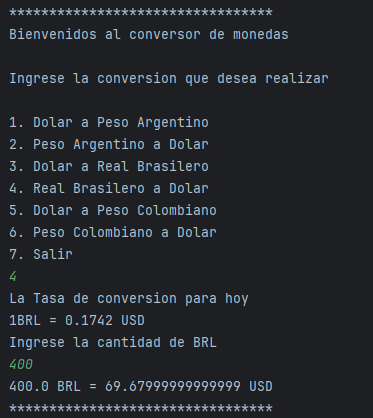 *********************************
Bienvenidos al conversor de monedas
Ingrese la conversion que desea realizar
1. Dolar a Peso Argentino
2. Peso Argentino a Dolar
3. Dolar a Real Brasilero
4. Real Brasilero a Dolar
5. Dolar a Peso Colombiano
6. Peso Colombiano a Dolar
7. Salir
4
La Tasa de conversion para hoy
1BRL = 0.1742 USD
Ingrese la cantidad de BRL
400
400.0 BRL = 69.67999999999999 USD
*********************************